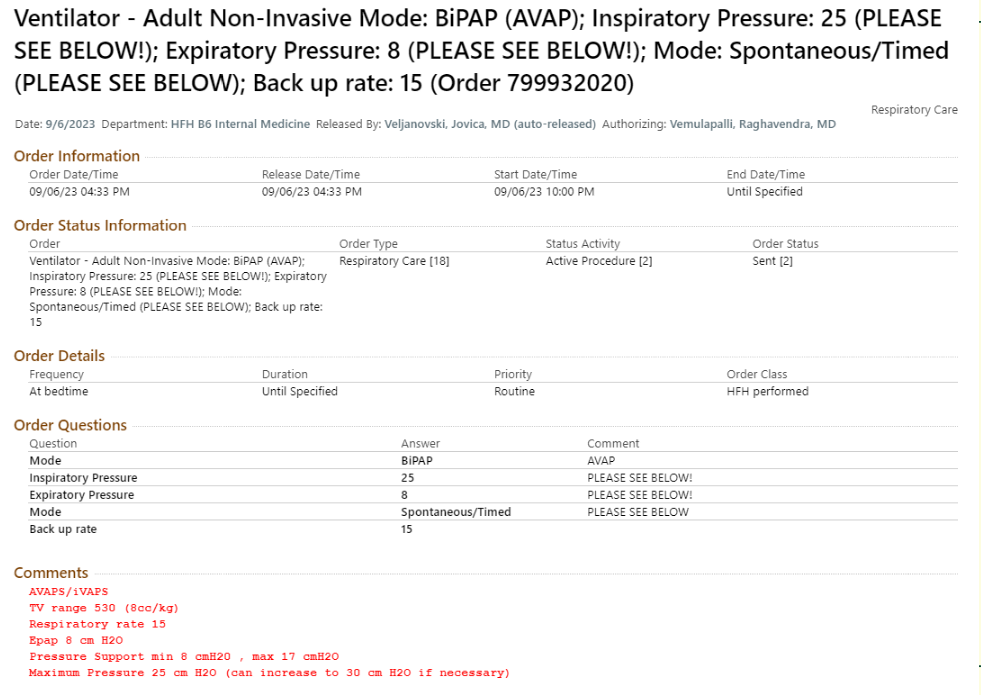 Ventilator - Adult Non-Invasive Mode: BiPAP (AVAP); Inspiratory Pressure: 25 (PLEASE
SEE BELOW!); Expiratory Pressure: 8 (PLEASE SEE BELOW!); Mode: Spontaneous/Timed
(PLEASE SEE BELOW); Back up rate: 15 (Order 799932020)
Respiratory Care
Date: 9/6/2023 Department: HFH B6 Internal Medicine Released By: Veljanovski, Jovica, MD (auto-released) Authorizing: Vemulapalli, Raghavendra, MD
Order Information
Order Date/Time Release Date/Time Start Date/Time End Date/Time
09/06/23 04:33 PM 09/06/23 04:33 PM 09/06/23 10:00 PM Until Specified
Order Status Information
Order Order Type Status Activity Order Status
Ventilator - Adult Non-Invasive Mode: BiPAP (AVAP); Respiratory Care [18] Active Procedure [2] Sent [2]
Inspiratory Pressure: 25 (PLEASE SEE BELOW!); Expiratory
Pressure: 8 (PLEASE SEE BELOW!); Mode:
Spontaneous/Timed (PLEASE SEE BELOW); Back up rate:
15
Order Details
Frequency Duration Priority Order Class
At bedtime Until Specified Routine HFH performed
Order Questions
Question Answer Comment
Mode BiPAP AVAP
Inspiratory Pressure 25 PLEASE SEE BELOW!
Expiratory Pressure 8 PLEASE SEE BELOW!
Mode Spontaneous/Timed PLEASE SEE BELOW
Back up rate 15
Comments
AVAPS/iVAPS
TV range 530 (8cc/kg)
Respiratory rate 15
Epap 8 cm H2O
Pressure Support min 8 cmH2O , max 17 cmH2O
Maximum Pressure 25 cm H2O (can increase to 30 cm H2O if necessary)